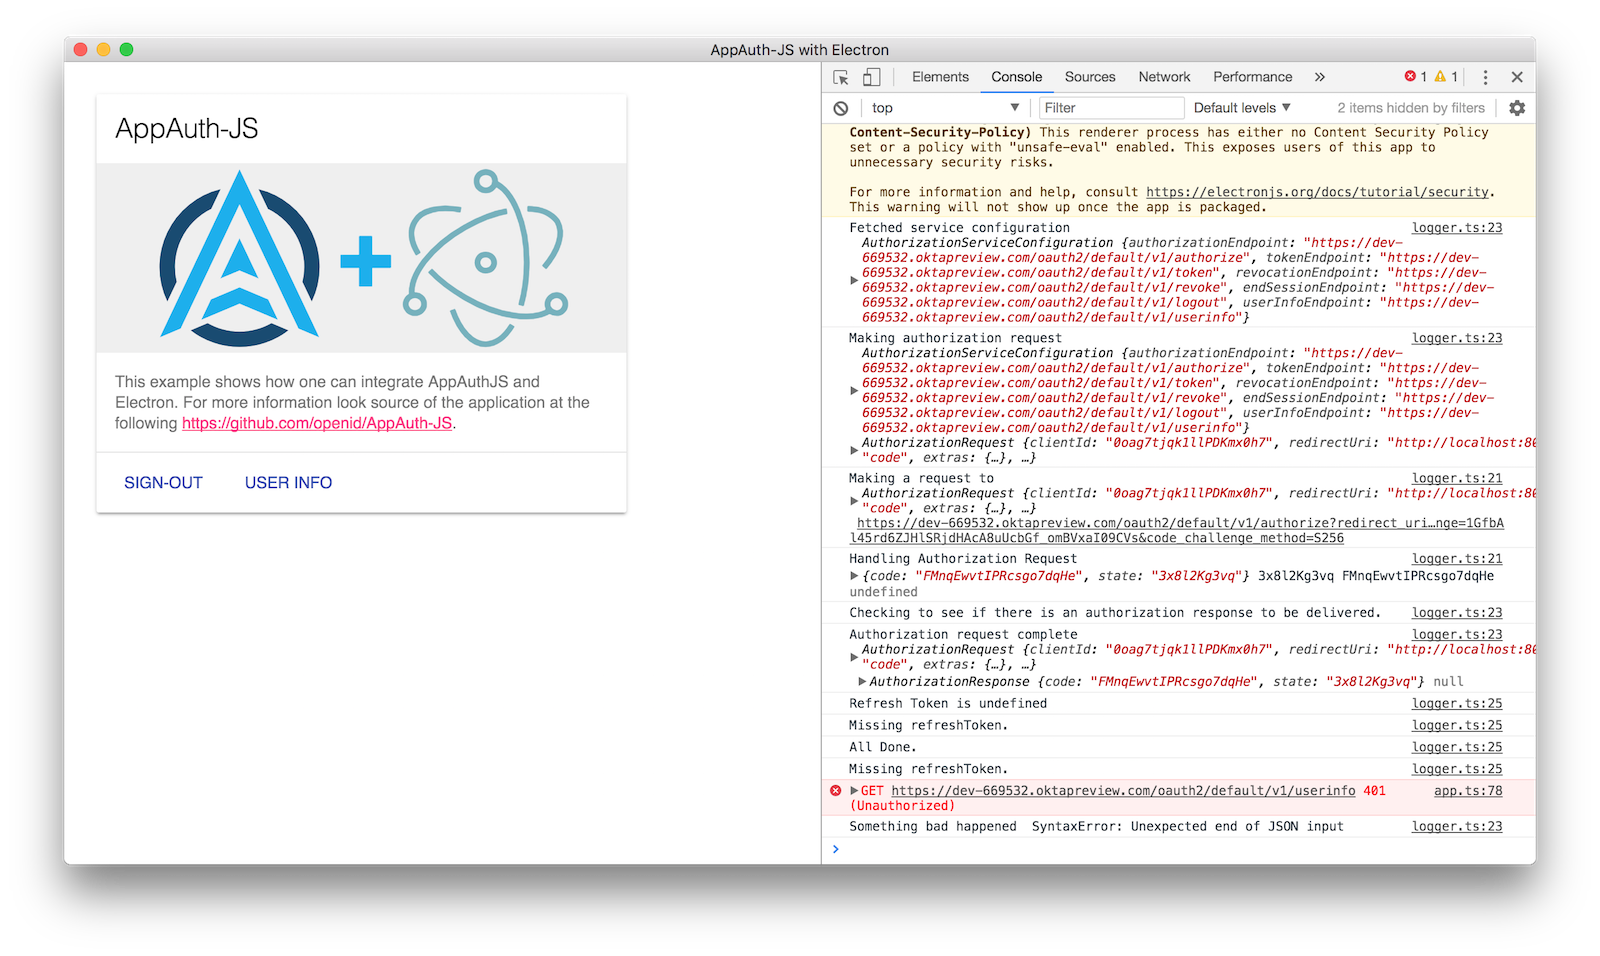 AppAuth-JS with Electron
AppAuth-JS
This example shows how one can integrate AppAuthJS and
Electron. For more information look source of the application at the
following https://github.com/openid/AppAuth-JS.
SIGN-OUT USER INFO
Elements Console Sources Network Performance » 1 1
top Filter Default levels 2 items hidden by filters
Content-Security-Policy) This renderer process has either no Content Security Policy
set or a policy with "unsafe-eval" enabled. This exposes users of this app to
unnecessary security risks.
For more information and help, consult https://electronjs.org/docs/tutorial/security.
This warning will not show up once the app is packaged.
Fetched service configuration logger.ts:23
AuthorizationServiceConfiguration {authorizationEndpoint: "https://dev-
669532.oktapreview.com/oauth2/default/v1/authorize", tokenEndpoint: "https://dev-
669532.oktapreview.com/oauth2/default/v1/token", revocationEndpoint: "https://dev-
669532.oktapreview.com/oauth2/default/v1/revoke", endSessionEndpoint: "https://dev-
669532.oktapreview.com/oauth2/default/v1/logout", userInfoEndpoint: "https://dev-
669532.oktapreview.com/oauth2/default/v1/userinfo"}
Making authorization request logger.ts:23
AuthorizationServiceConfiguration {authorizationEndpoint: "https://dev-
669532.oktapreview.com/oauth2/default/v1/authorize", tokenEndpoint: "https://dev-
669532.oktapreview.com/oauth2/default/v1/token", revocationEndpoint: "https://dev-
669532.oktapreview.com/oauth2/default/v1/revoke", endSessionEndpoint: "https://dev-
669532.oktapreview.com/oauth2/default/v1/logout", userInfoEndpoint: "https://dev-
669532.oktapreview.com/oauth2/default/v1/userinfo"}
AuthorizationRequest {clientId: "0oag7tjqk1llPDKmx0h7", redirectUri: "http://localhost:80
"code", extras: {…}, …}
Making a request to logger.ts:21
AuthorizationRequest {clientId: "0oag7tjqk1llPDKmx0h7", redirectUri: "http://localhost:80
"code", extras: {…}, …}
https://dev-669532.oktapreview.com/oauth2/default/v1/authorize?redirect_uri…nge=1GfbA
l45rd6ZJHlSRjdHAcA8uUcbGf_omBVxaI09CVs&code_challenge_method=S256
Handling Authorization Request logger.ts:21
{code: "FMnqEwvtIPRcsgo7dqHe", state: "3x8l2Kg3vq"} 3x8l2Kg3vq FMnqEwvtIPRcsgo7dqHe
undefined
Checking to see if there is an authorization response to be delivered. logger.ts:23
Authorization request complete logger.ts:23
AuthorizationRequest {clientId: "0oag7tjqk1llPDKmx0h7", redirectUri: "http://localhost:80
"code", extras: {…}, …}
AuthorizationResponse {code: "FMnqEwvtIPRcsgo7dqHe", state: "3x8l2Kg3vq"} null
Refresh Token is undefined logger.ts:25
Missing refreshToken. logger.ts:25
All Done. logger.ts:25
Missing refreshToken. logger.ts:25
GET https://dev-669532.oktapreview.com/oauth2/default/v1/userinfo 401 app.ts:78
(Unauthorized)
Something bad happened SyntaxError: Unexpected end of JSON input logger.ts:23